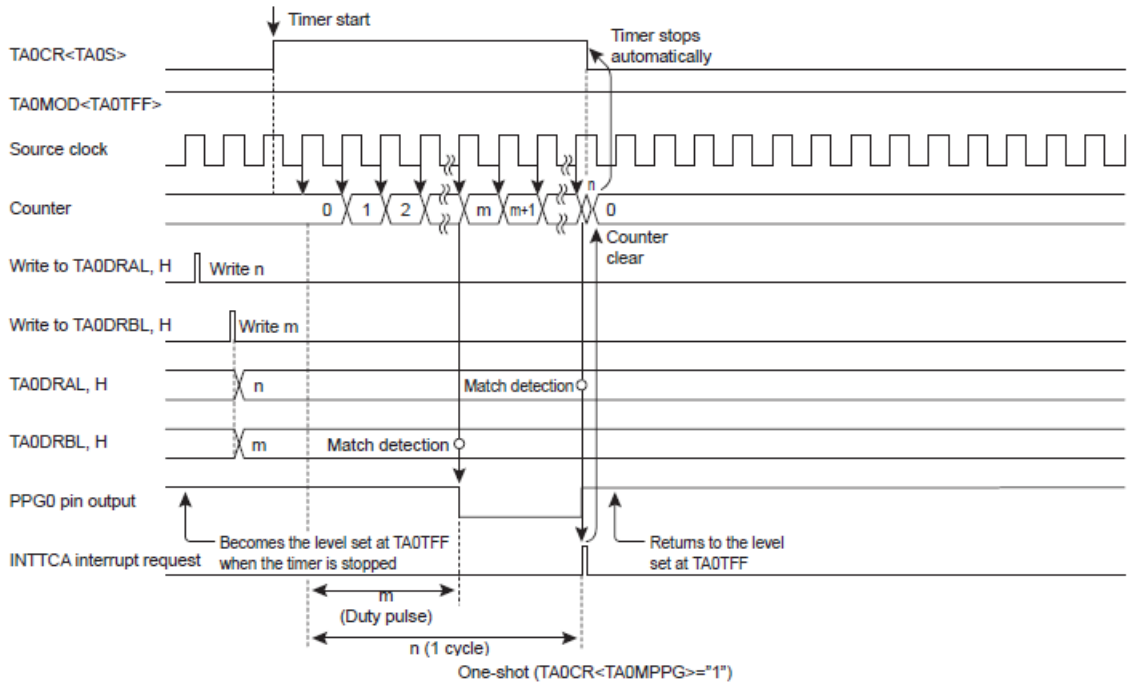 Timer start
TA0CR<TA0S>
Timer stops
automatically
TA0MOD<TA0TFF>
Source clock
n
Counter
0 1 2 m m+1 0
Counter
clear
Write to TA0DRAL, H
Write n
Write to TA0DRBL, H
Write m
TA0DRAL, H
n
Match detection
TA0DRBL, H
m
Match detection
PPG0 pin output
Becomes the level set at TA0TFF
when the timer is stopped
Returns to the level
set at TA0TFF
INTTCA interrupt request
m
(Duty pulse)
n (1 cycle)
One-shot (TA0CR<TA0MPPG>="1")